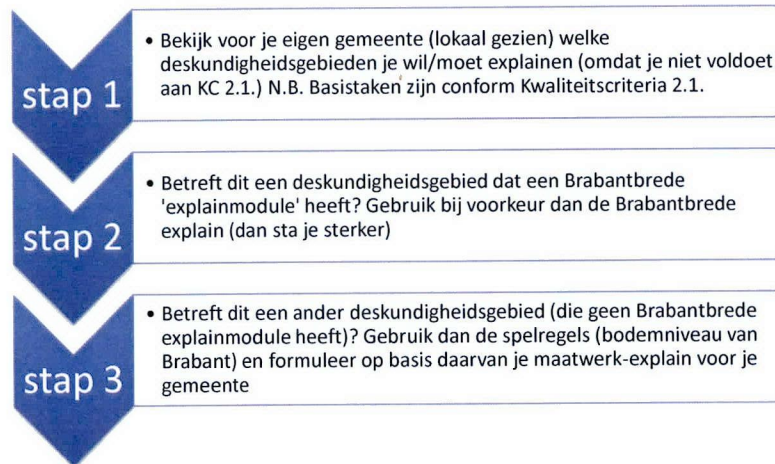 stap 1
• Bekijk voor je eigen gemeente (lokaal gezien) welke
deskundigheidsgebieden je wil/moet explainen (omdat je niet voldoet
aan KC 2.1.) N.B. Basistaken zijn conform Kwaliteitscriteria 2.1.
stap 2
• Betreft dit een deskundigheidsgebied dat een Brabantbrede
'explainmodule' heeft? Gebruik bij voorkeur dan de Brabantbrede
explain (dan sta je sterker)
stap 3
• Betreft dit een ander deskundigheidsgebied (die geen Brabantbrede
explainmodule heeft)? Gebruik dan de spelregels (bodemniveau van
Brabant) en formuleer op basis daarvan je maatwerk-explain voor je
gemeente